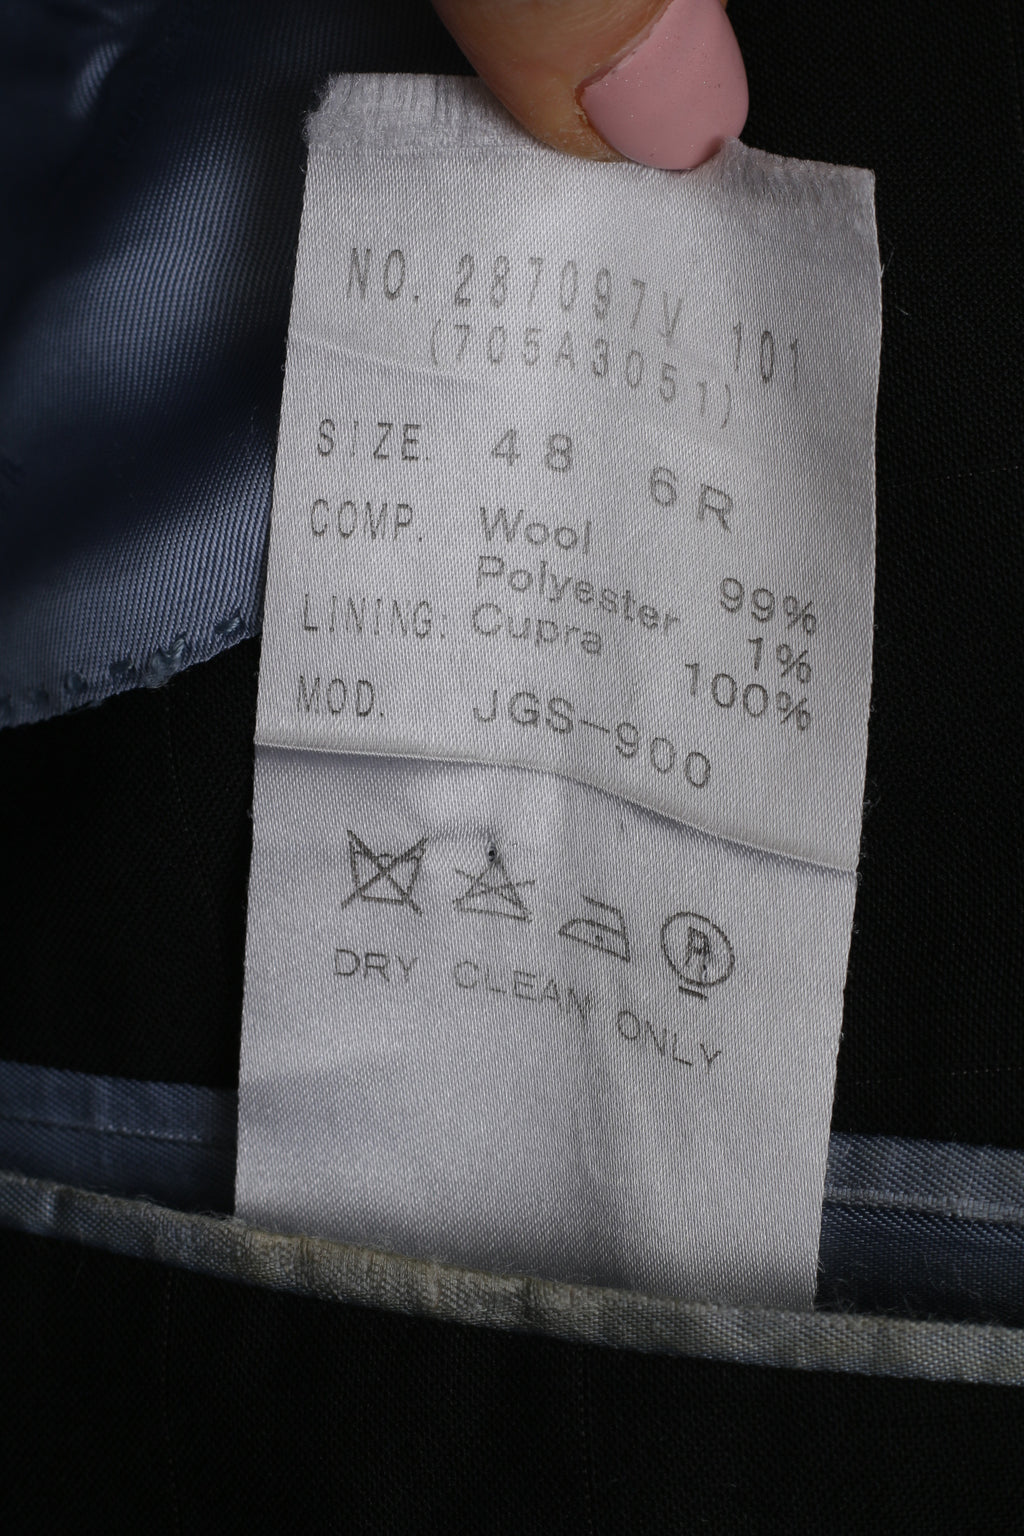 NO. 287097V 101
(705A3051)
SIZE. 48 6R
COMP. Wool 99%
Polyester 1%
LINING: Cupra 100%
MOD. JGS-900
P
DRY CLEAN ONLY